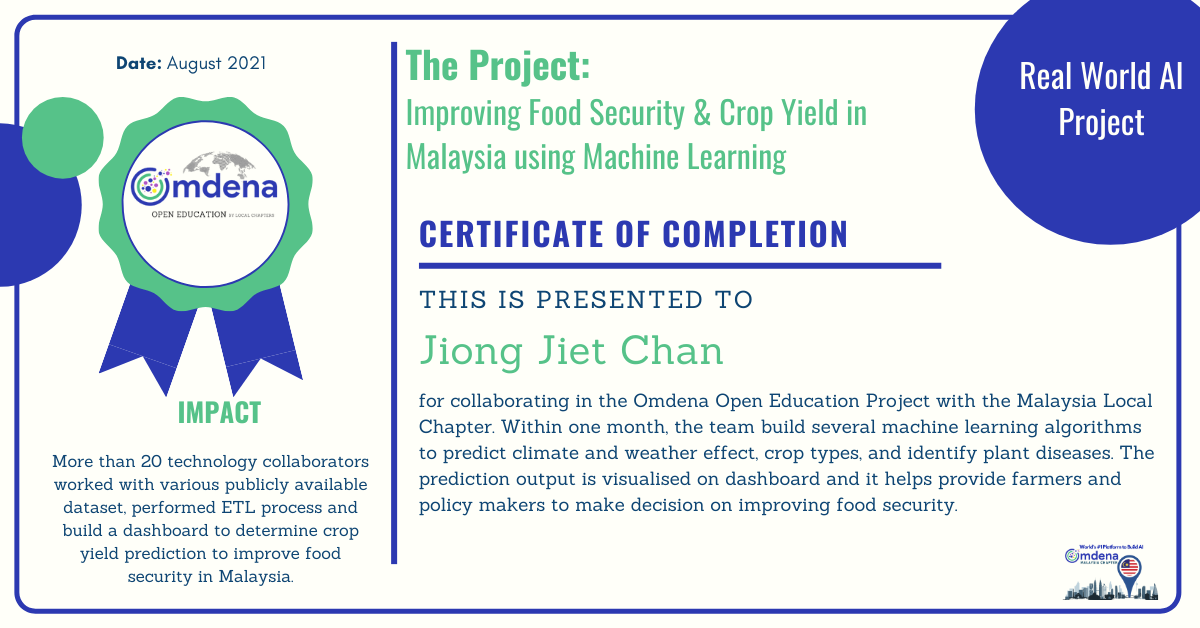 Date: August 2021
Omdena
OPEN EDUCATION BY LOCAL CHAPTERS
IMPACT
More than 20 technology collaborators
worked with various publicly available
dataset, performed ETL process and
build a dashboard to determine crop
yield prediction to improve food
security in Malaysia.
The Project:
Improving Food Security & Crop Yield in
Malaysia using Machine Learning
Real World AI
Project
CERTIFICATE OF COMPLETION
THIS IS PRESENTED TO
Jiong Jiet Chan
for collaborating in the Omdena Open Education Project with the Malaysia Local
Chapter. Within one month, the team build several machine learning algorithms
to predict climate and weather effect, crop types, and identify plant diseases. The
prediction output is visualised on dashboard and it helps provide farmers and
policy makers to make decision on improving food security.
World's #1 Platform to Build AI
Omdena
MALAYSIA CHAPTER